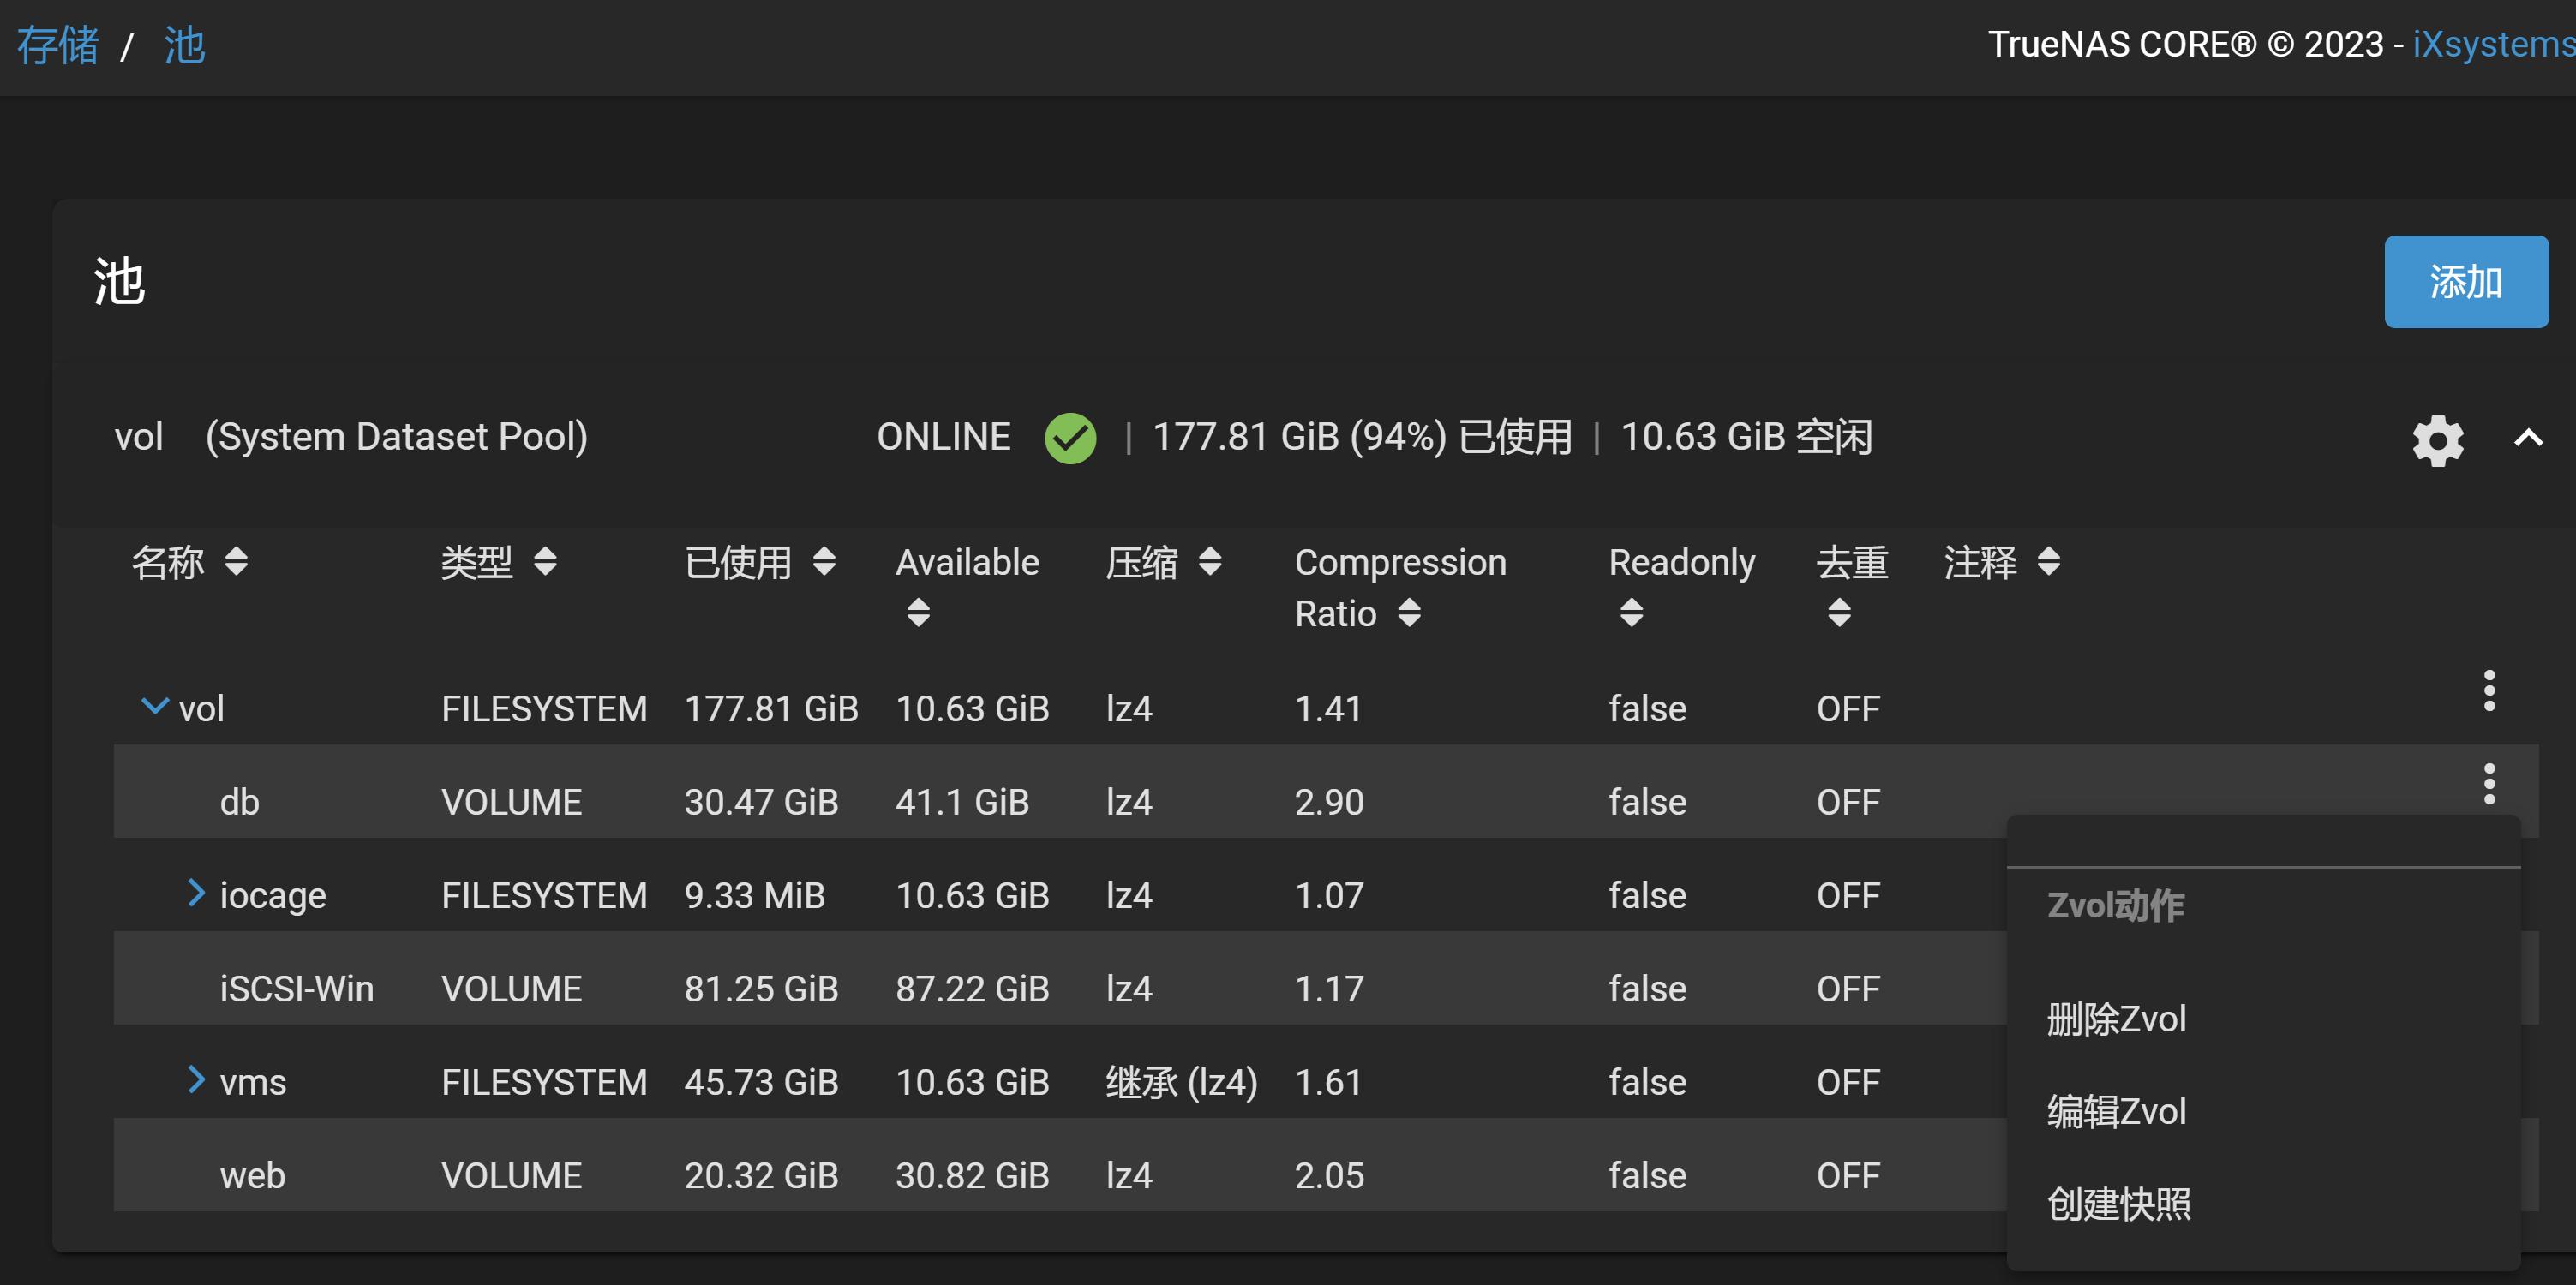 存储 / 池 TrueNAS CORE® © 2023 - iXsystems
池 添加
vol (System Dataset Pool) ONLINE | 177.81 GiB (94%) 已使用 | 10.63 GiB 空闲
名称 类型 已使用 Available 压缩 Compression Ratio Readonly 去重 注释
vol FILESYSTEM 177.81 GiB 10.63 GiB lz4 1.41 false OFF
db VOLUME 30.47 GiB 41.1 GiB lz4 2.90 false OFF
iocage FILESYSTEM 9.33 MiB 10.63 GiB lz4 1.07 false OFF
iSCSI-Win VOLUME 81.25 GiB 87.22 GiB lz4 1.17 false OFF
vms FILESYSTEM 45.73 GiB 10.63 GiB 继承 (lz4) 1.61 false OFF
web VOLUME 20.32 GiB 30.82 GiB lz4 2.05 false OFF
Zvol动作
删除Zvol
编辑Zvol
创建快照